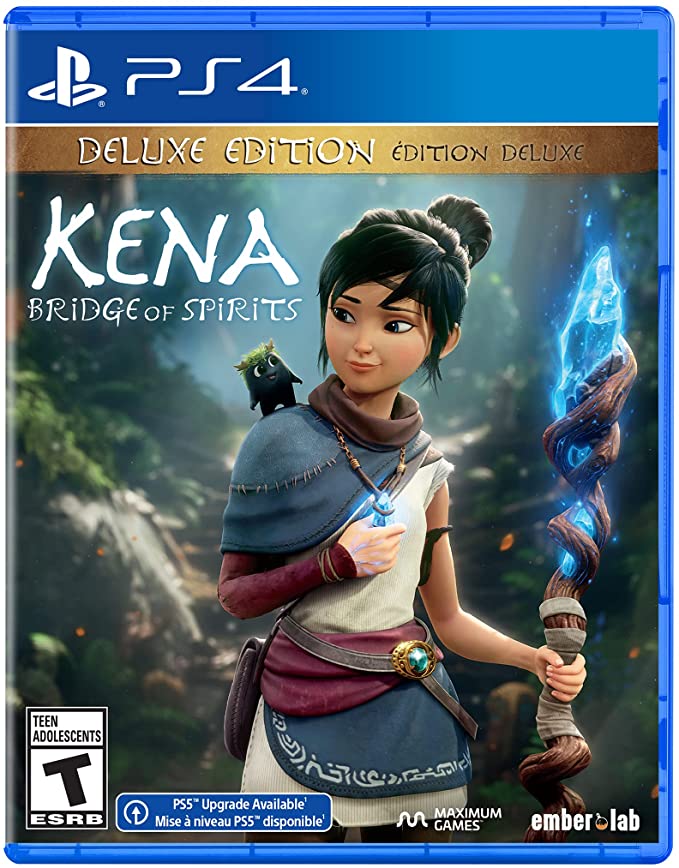 PS4
DELUXE EDITION ÉDITION DELUXE
KENA
BRIDGE OF SPIRITS
TEEN
ADOLESCENTS
T
ESRB
PS5™ Upgrade Available¹
Mise à niveau PS5™ disponible¹
MAXIMUM
GAMES™
ember lab